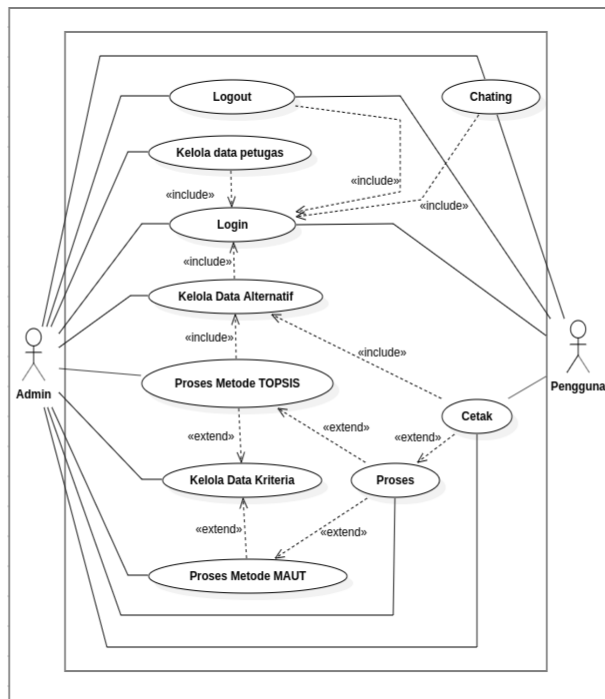 Logout
Chating
Kelola data petugas
«include»
«include»
«include»
Login
«include»
Kelola Data Alternatif
«include»
«include»
Admin
Proses Metode TOPSIS
Pengguna
Cetak
«extend»
«extend»
«extend»
Kelola Data Kriteria
Proses
«extend»
«extend»
Proses Metode MAUT